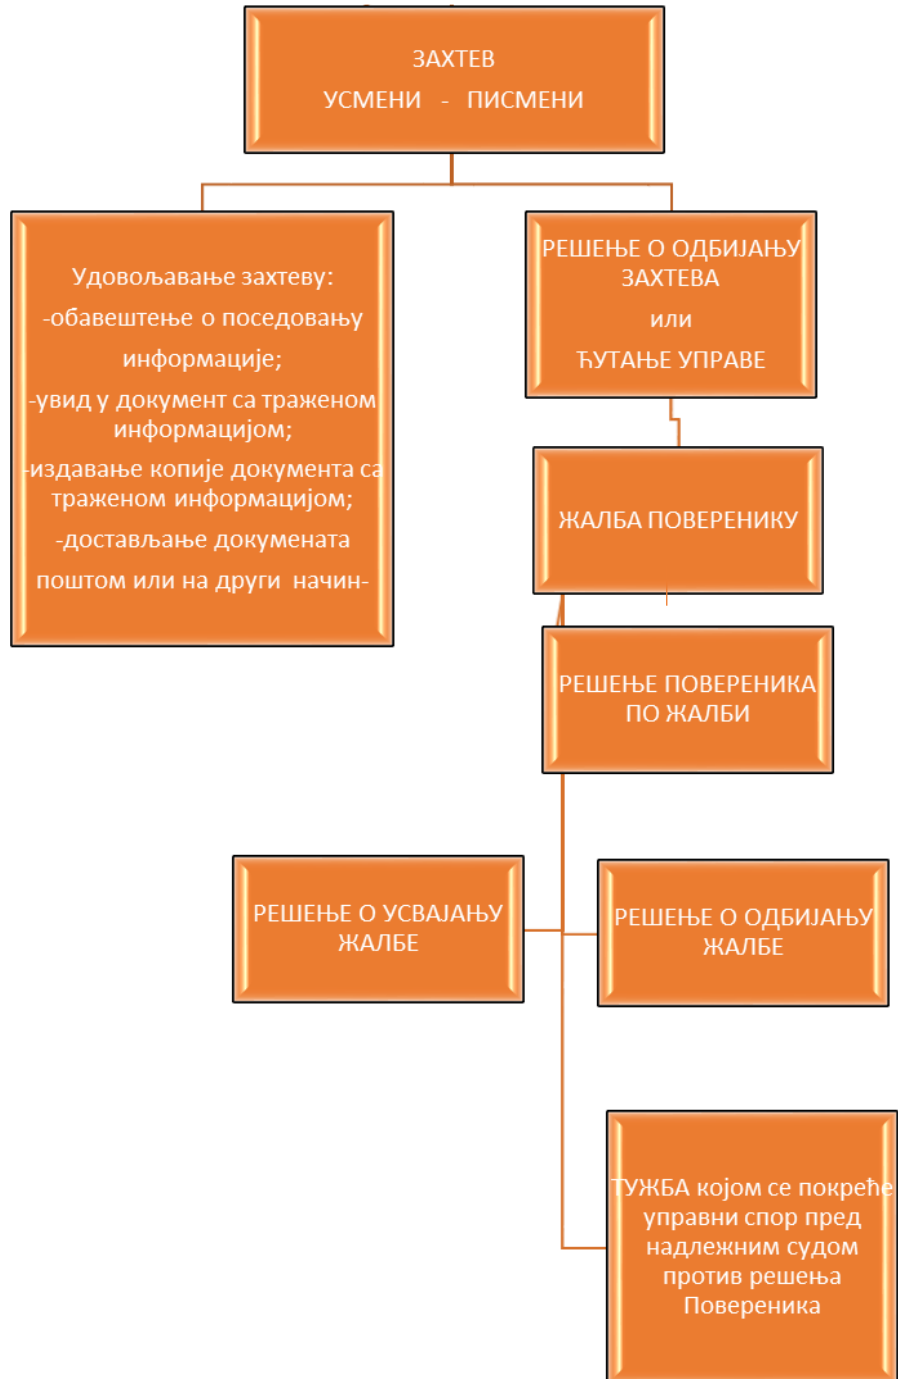 ЗАХТЕВ
УСМЕНИ - ПИСМЕНИ
Удовољавање захтеву:
-обавештење о поседовању
информације;
-увид у документ са траженом
информацијом;
-издавање копије документа са
траженом информацијом;
-достављање докумената
поштом или на други начин-
РЕШЕЊЕ О ОДБИЈАЊУ
ЗАХТЕВА
или
ЋУТАЊЕ УПРАВЕ
ЖАЛБА ПОВЕРЕНИКУ
РЕШЕЊЕ ПОВЕРЕНИКА
ПО ЖАЛБИ
РЕШЕЊЕ О УСВАЈАЊУ
ЖАЛБЕ
РЕШЕЊЕ О ОДБИЈАЊУ
ЖАЛБЕ
ТУЖБА којом се покреће
управни спор пред
надлежним судом
против решења
Повереника